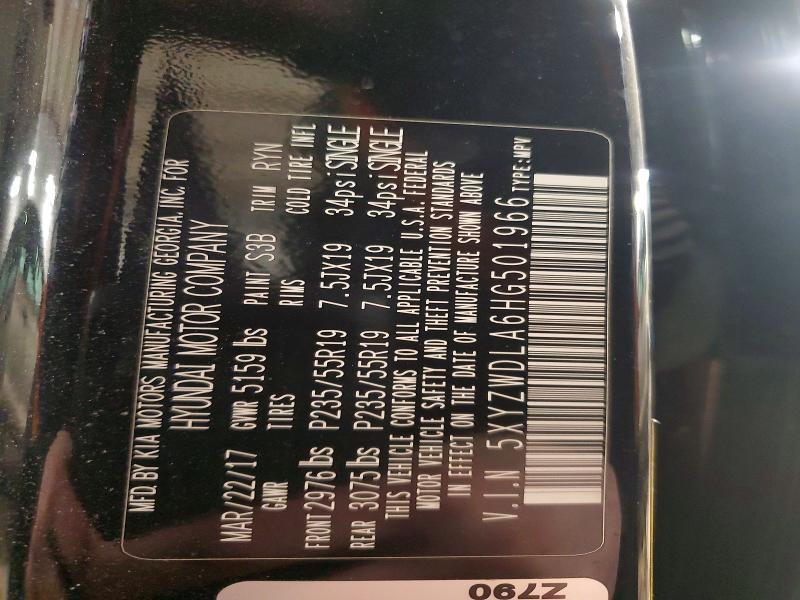 MFD. BY KIA MOTORS MANUFACTURING GEORGIA, INC. FOR
HYUNDAI MOTOR COMPANY
MAR/22/17 GVWR 5159 lbs PAINT S3B TRIM RYN
GAWR TIRES RIMS COLD TIRE INFL
FRONT 2976 lbs P235/55R19 7.5JX19 34psi SINGLE
REAR 3075 lbs P235/55R19 7.5JX19 34psi SINGLE
THIS VEHICLE CONFORMS TO ALL APPLICABLE U.S.A. FEDERAL
MOTOR VEHICLE SAFETY AND THEFT PREVENTION STANDARDS
IN EFFECT ON THE DATE OF MANUFACTURE SHOWN ABOVE
V.I.N 5XYZWDLA6HG501966 TYPE:MPV
Z790